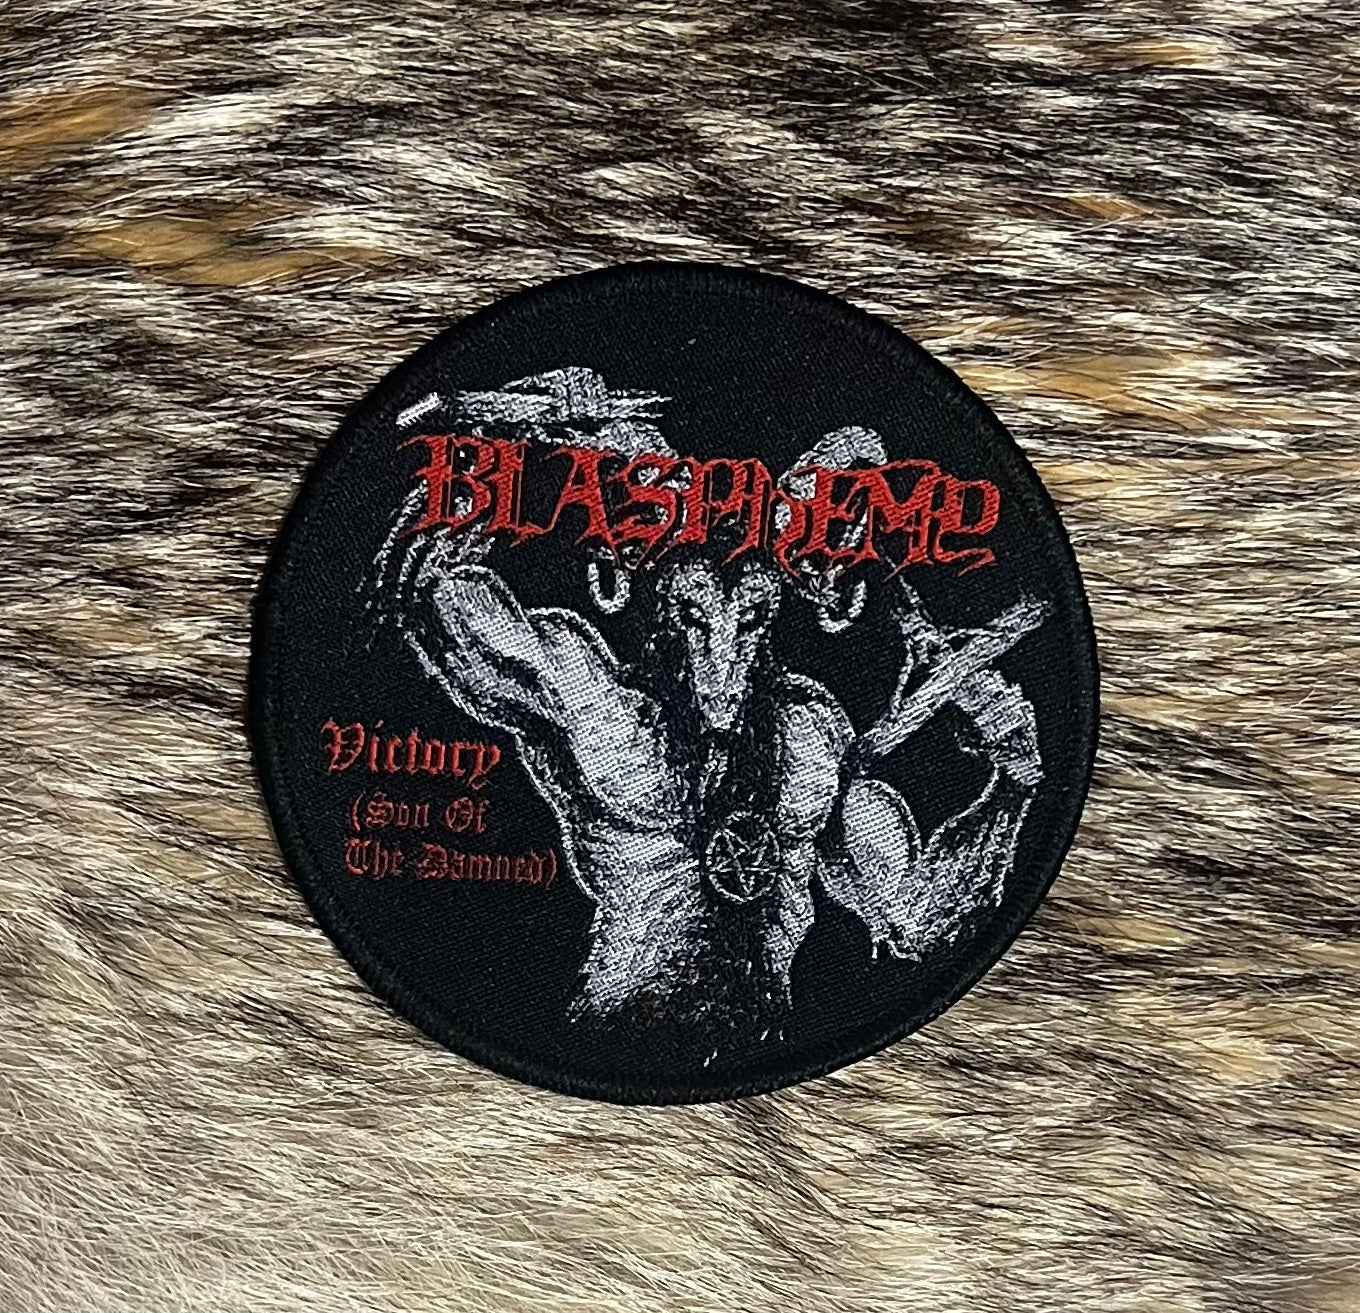 BLASPHEMY
Victory
(Son Of
The Damned)